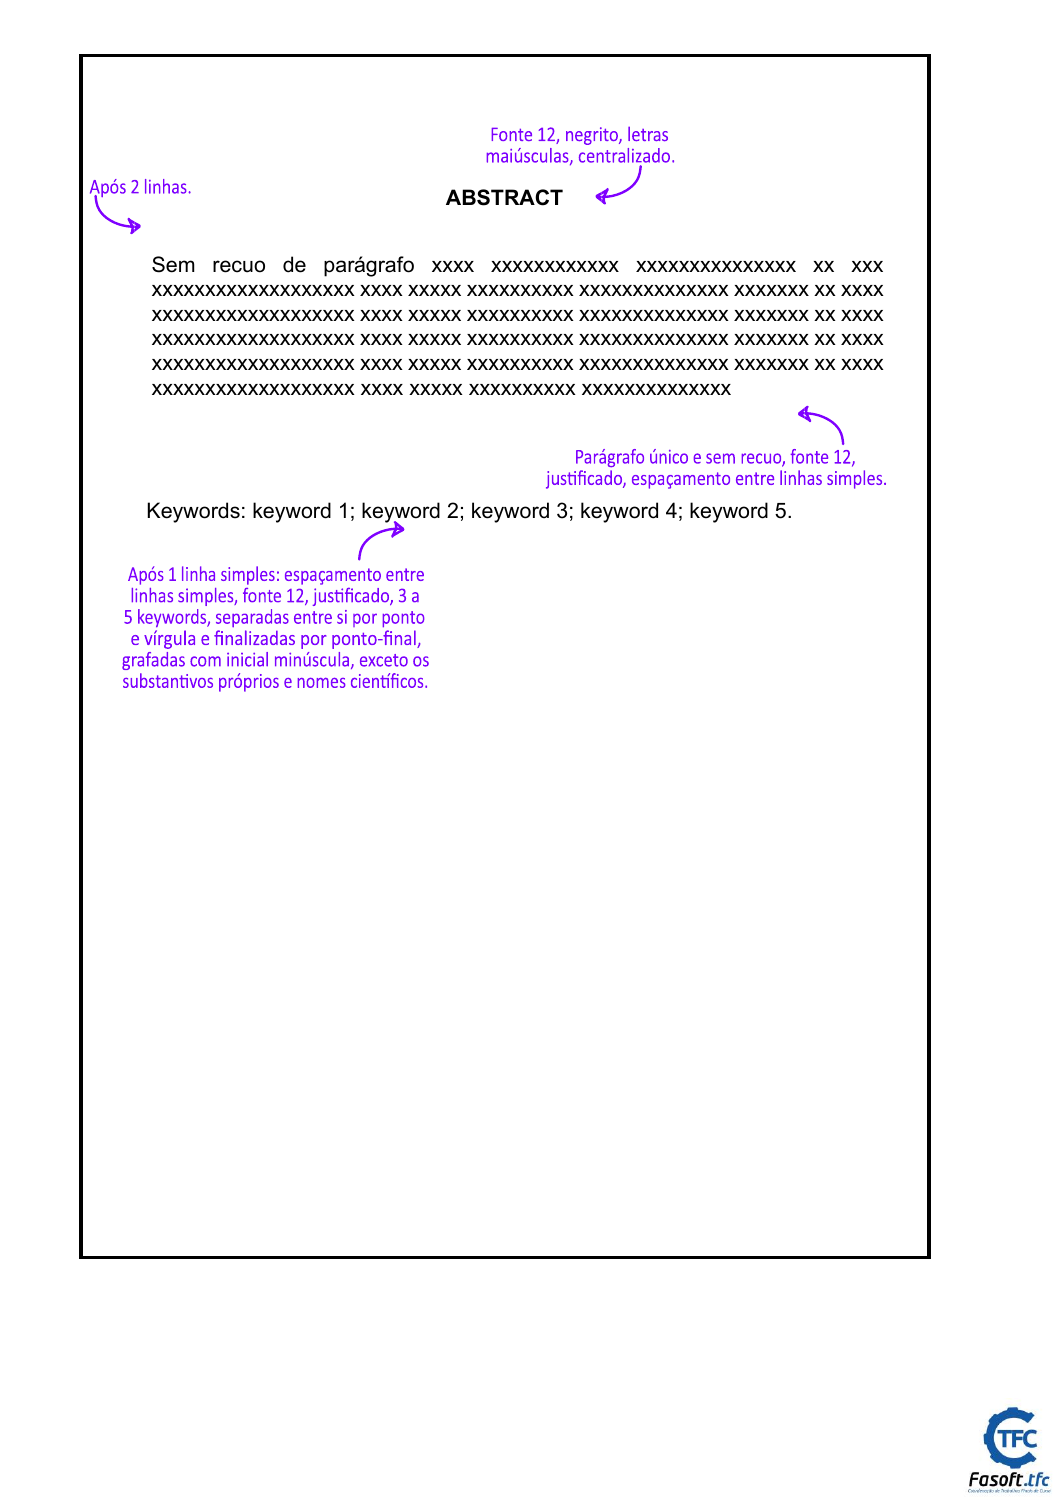 Fonte 12, negrito, letras
maiúsculas, centralizado.
Após 2 linhas.
ABSTRACT
Sem recuo de parágrafo xxxx xxxxxxxxxxxx xxxxxxxxxxxxxxx xx xxx
xxxxxxxxxxxxxxxxxxx xxxx xxxxx xxxxxxxxxx xxxxxxxxxxxxxx xxxxxxx xx xxxx
xxxxxxxxxxxxxxxxxxx xxxx xxxxx xxxxxxxxxx xxxxxxxxxxxxxx xxxxxxx xx xxxx
xxxxxxxxxxxxxxxxxxx xxxx xxxxx xxxxxxxxxx xxxxxxxxxxxxxx xxxxxxx xx xxxx
xxxxxxxxxxxxxxxxxxx xxxx xxxxx xxxxxxxxxx xxxxxxxxxxxxxx xxxxxxx xx xxxx
xxxxxxxxxxxxxxxxxxx xxxx xxxxx xxxxxxxxxx xxxxxxxxxxxxxx
Parágrafo único e sem recuo, fonte 12,
justificado, espaçamento entre linhas simples.
Keywords: keyword 1; keyword 2; keyword 3; keyword 4; keyword 5.
Após 1 linha simples: espaçamento entre
linhas simples, fonte 12, justificado, 3 a
5 keywords, separadas entre si por ponto
e vírgula e finalizadas por ponto-final,
grafadas com inicial minúscula, exceto os
substantivos próprios e nomes científicos.
TFC
Fasoft.tfc
Coordenação de Trabalhos Finais de Curso